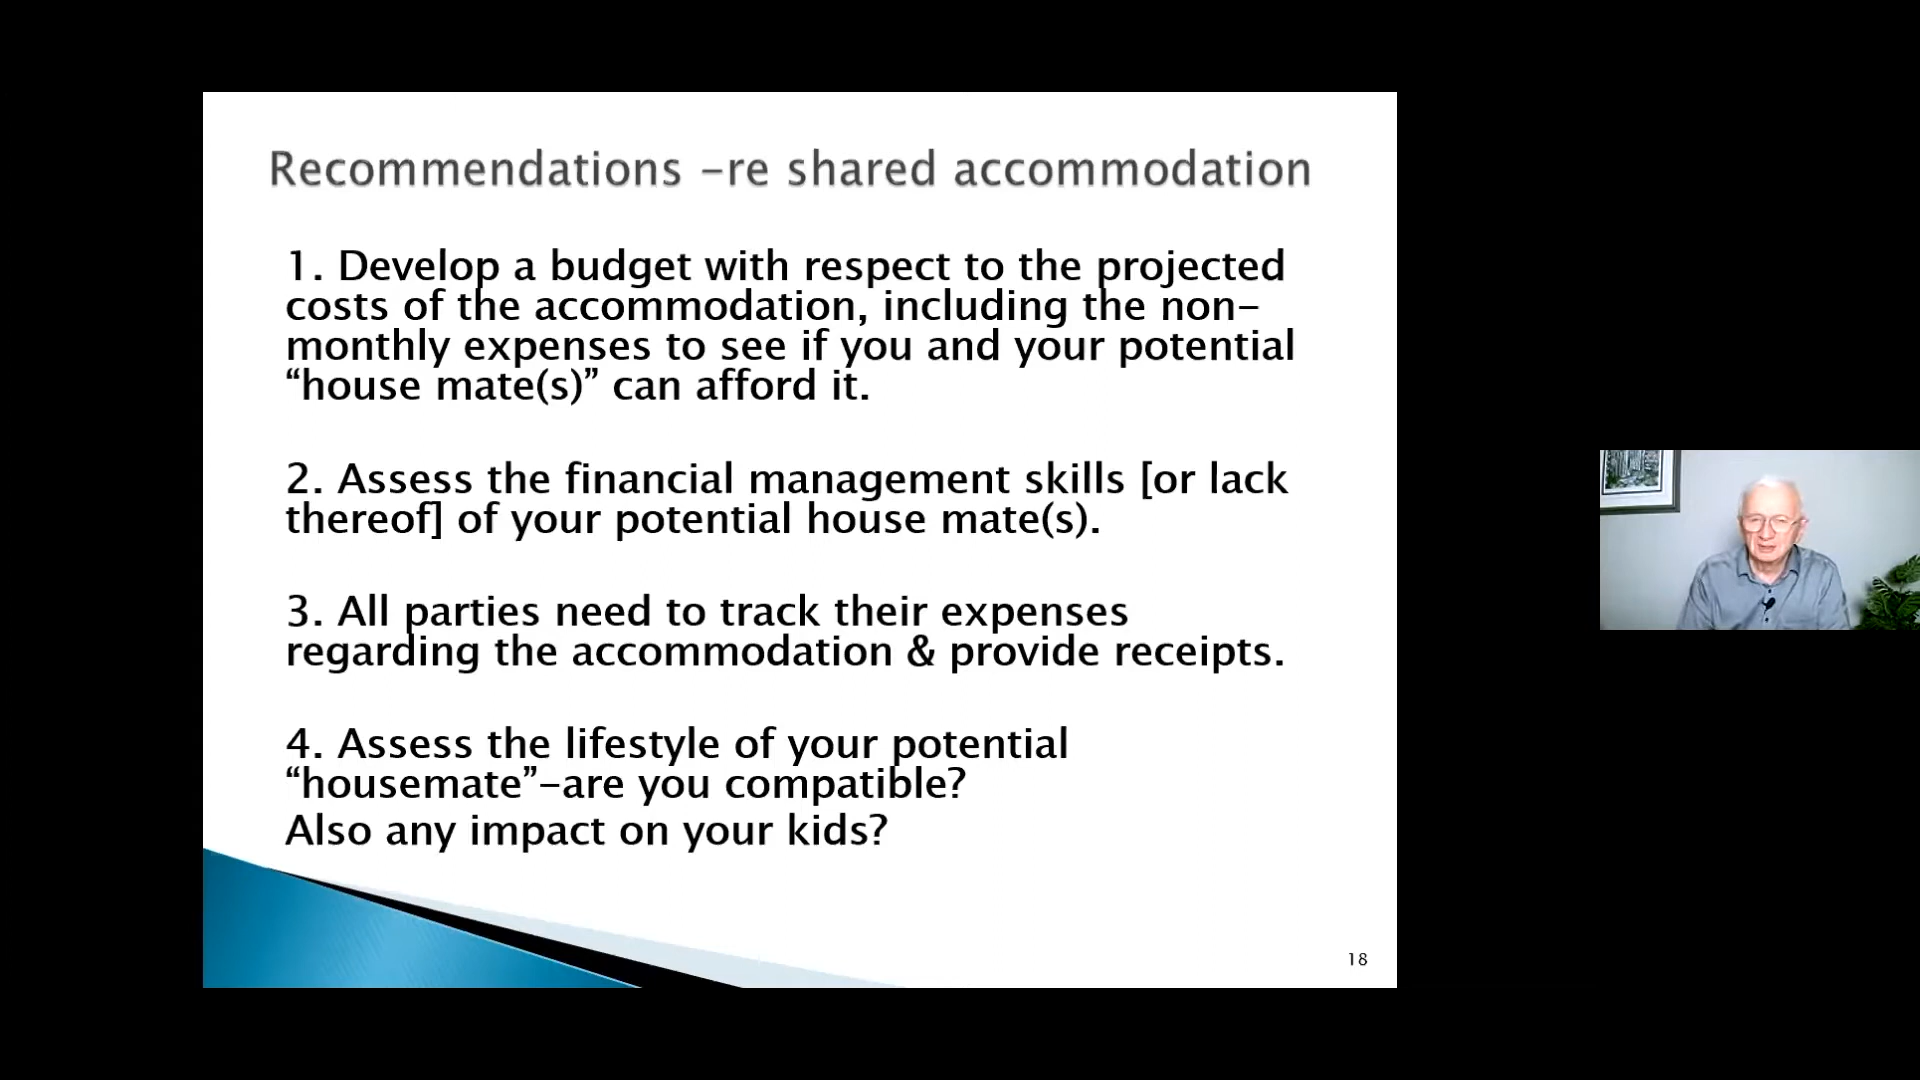 Recommendations -re shared accommodation
1. Develop a budget with respect to the projected
costs of the accommodation, including the non-
monthly expenses to see if you and your potential
“house mate(s)” can afford it.
2. Assess the financial management skills [or lack
thereof] of your potential house mate(s).
3. All parties need to track their expenses
regarding the accommodation & provide receipts.
4. Assess the lifestyle of your potential
“housemate”-are you compatible?
Also any impact on your kids?
18